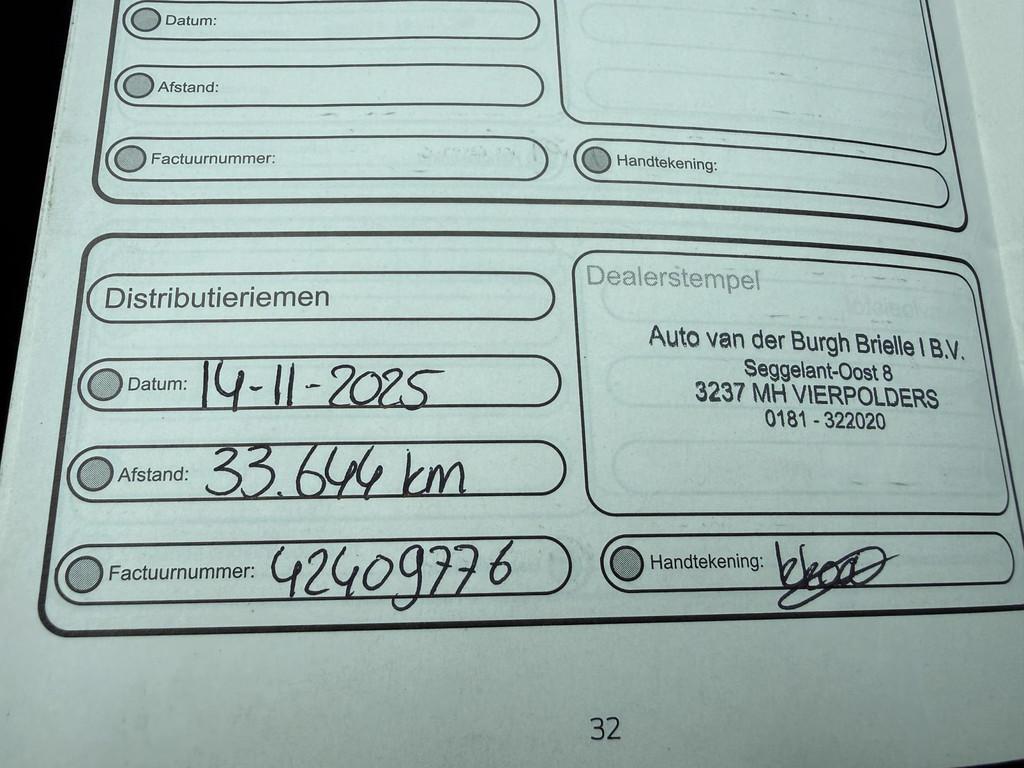 Datum:
Afstand:
Factuurnummer:
Handtekening:
Distributieriemen
Dealerstempel
Auto van der Burgh Brielle I B.V.
Seggelant-Oost 8
3237 MH VIERPOLDERS
0181 - 322020
Datum: 14-11-2025
Afstand: 33.644 km
Factuurnummer: 42409776
Handtekening:
32